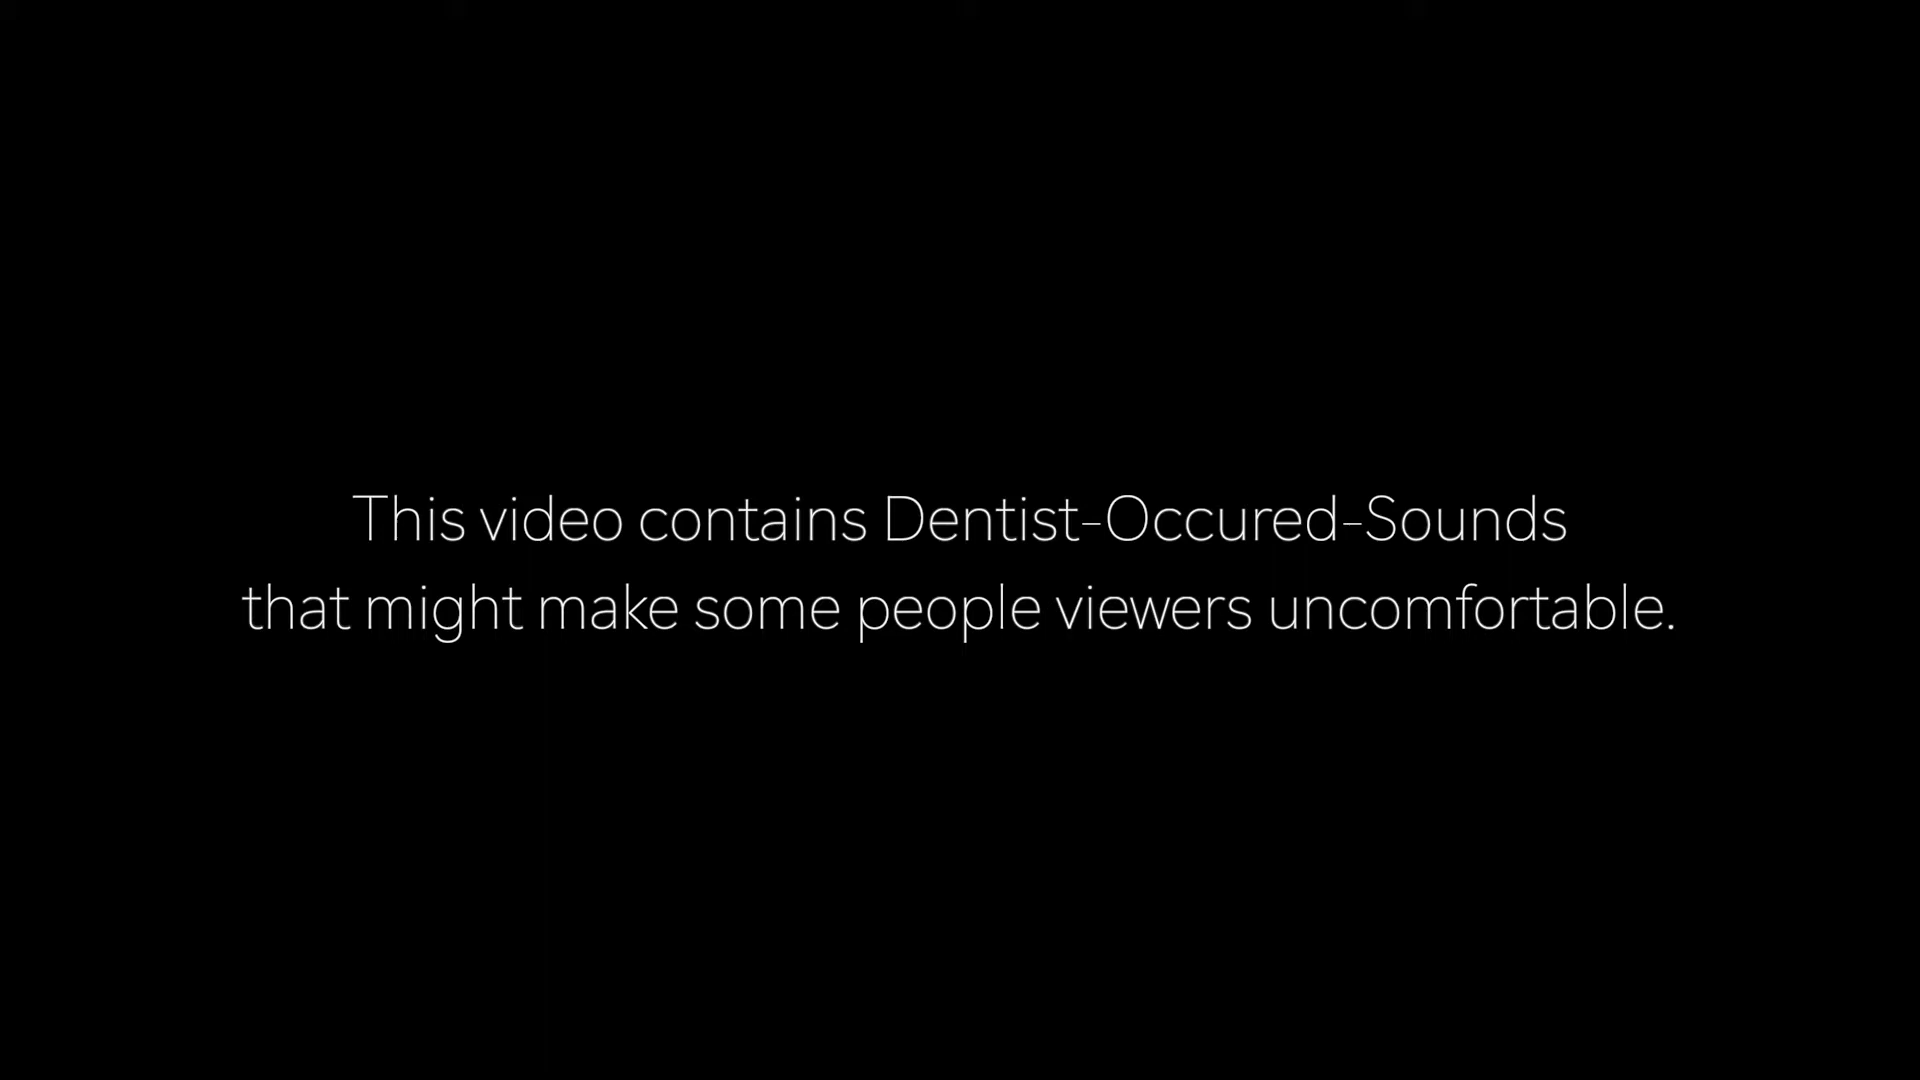 This video contains Dentist-Occured-Sounds
that might make some people viewers uncomfortable.